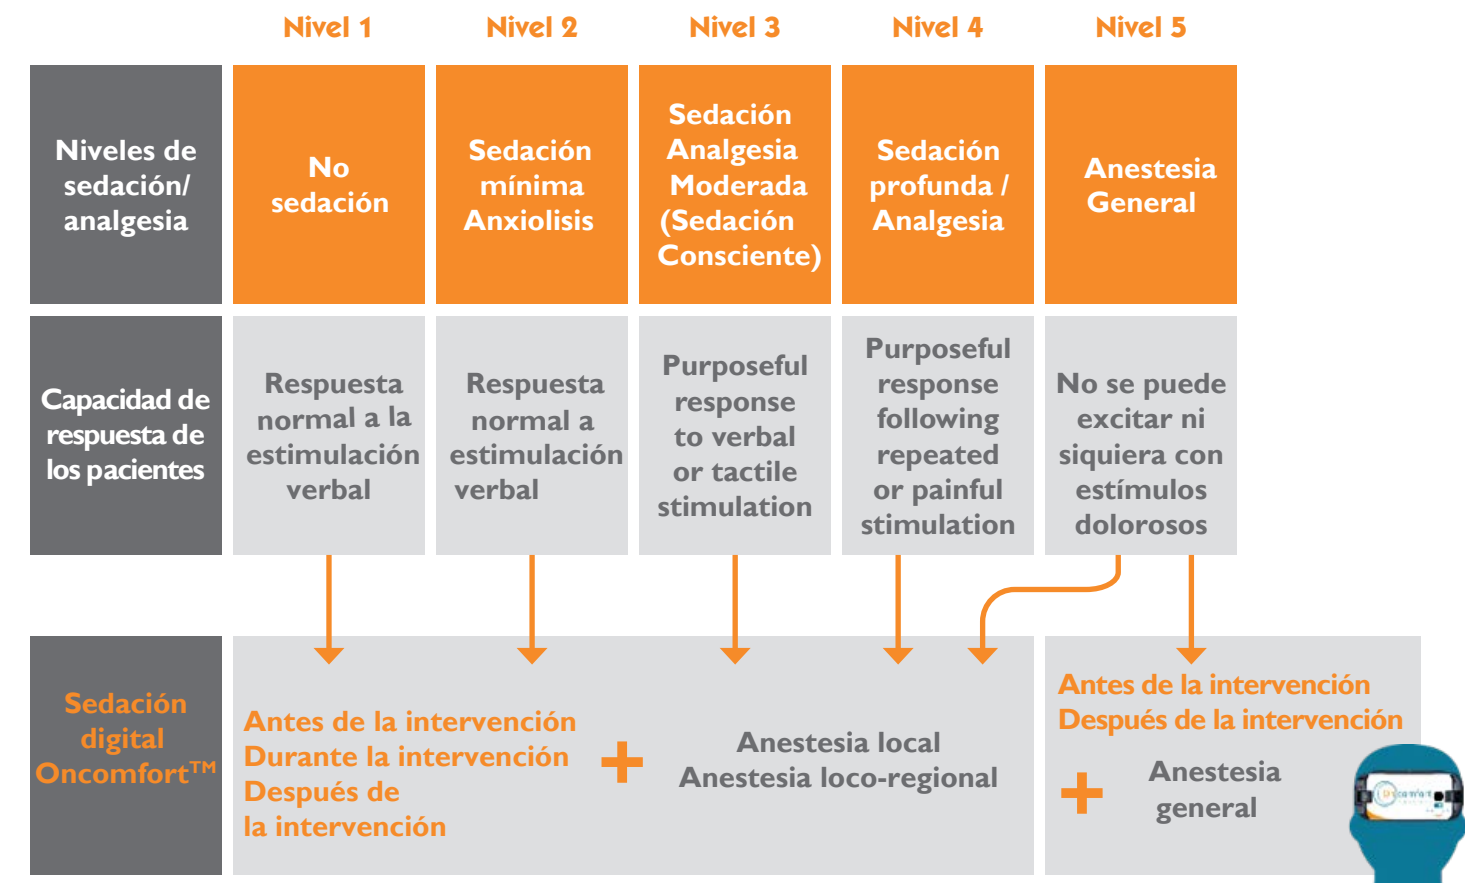 Nivel 1
Nivel 2
Nivel 3
Nivel 4
Nivel 5
Niveles de
sedación/
analgesia
No
sedación
Sedación
mínima
Anxiolisis
Sedación
Analgesia
Moderada
(Sedación
Consciente)
Sedación
profunda /
Analgesia
Anestesia
General
Capacidad de
respuesta de
los pacientes
Respuesta
normal a la
estimulación
verbal
Respuesta
normal a
estimulación
verbal
Purposeful
response
to verbal
or tactile
stimulation
Purposeful
response
following
repeated
or painful
stimulation
No se puede
excitar ni
siquiera con
estímulos
dolorosos
Sedación
digital
Oncomfort™
Antes de la intervención
Durante la intervención
Después de
la intervención
+
Anestesia local
Anestesia loco-regional
Antes de la intervención
Después de la intervención
+
Anestesia
general